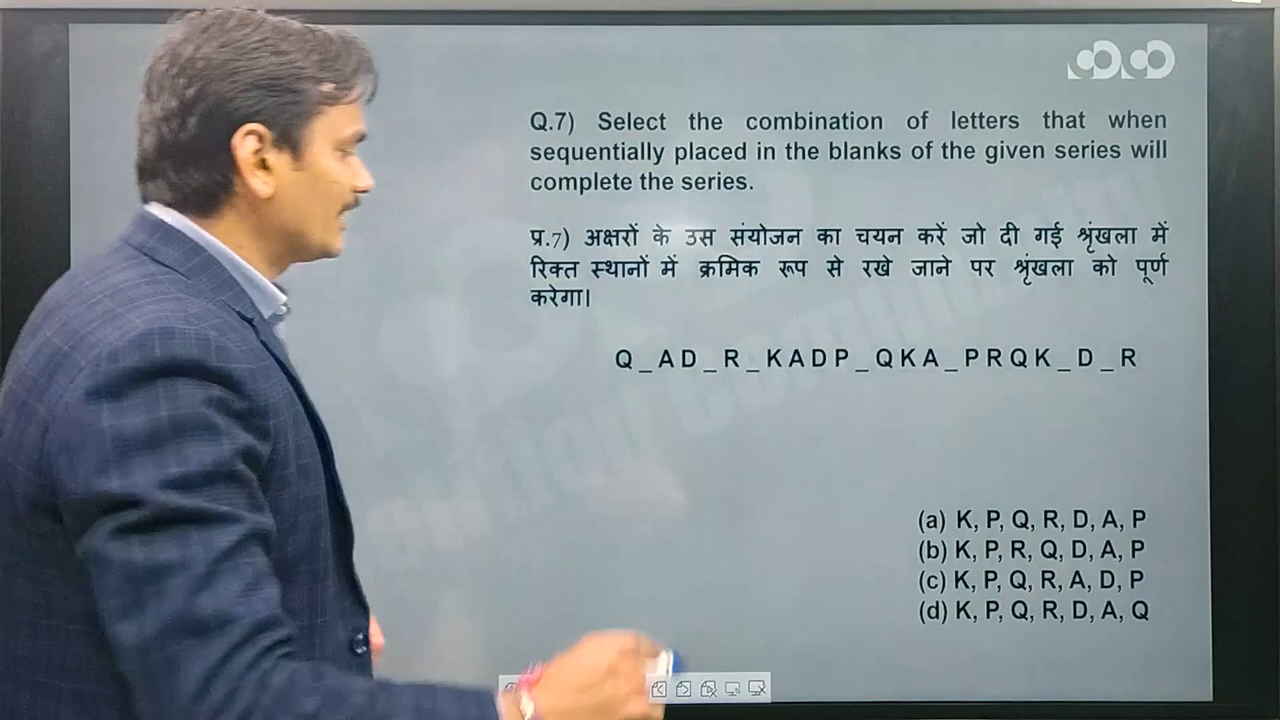 Q.7) Select the combination of letters that when
sequentially placed in the blanks of the given series will
complete the series.
प्र.7) अक्षरों के उस संयोजन का चयन करें जो दी गई श्रृंखला में
रिक्त स्थानों में क्रमिक रूप से रखे जाने पर श्रृंखला को पूर्ण
करेगा।
Q _ A D _ R _ K A D P _ Q K A _ P R Q K _ D _ R
(a) K, P, Q, R, D, A, P
(b) K, P, R, Q, D, A, P
(c) K, P, Q, R, A, D, P
(d) K, P, Q, R, D, A, Q